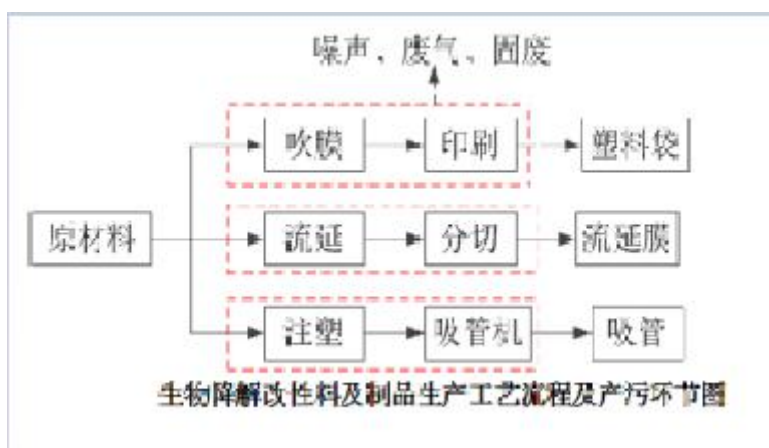 噪声、废气、固废
吹膜 印刷 塑料袋
原材料 流延 分切 流延膜
注塑 吸管机 吸管
生物降解改性料及制品生产工艺流程及产污环节图